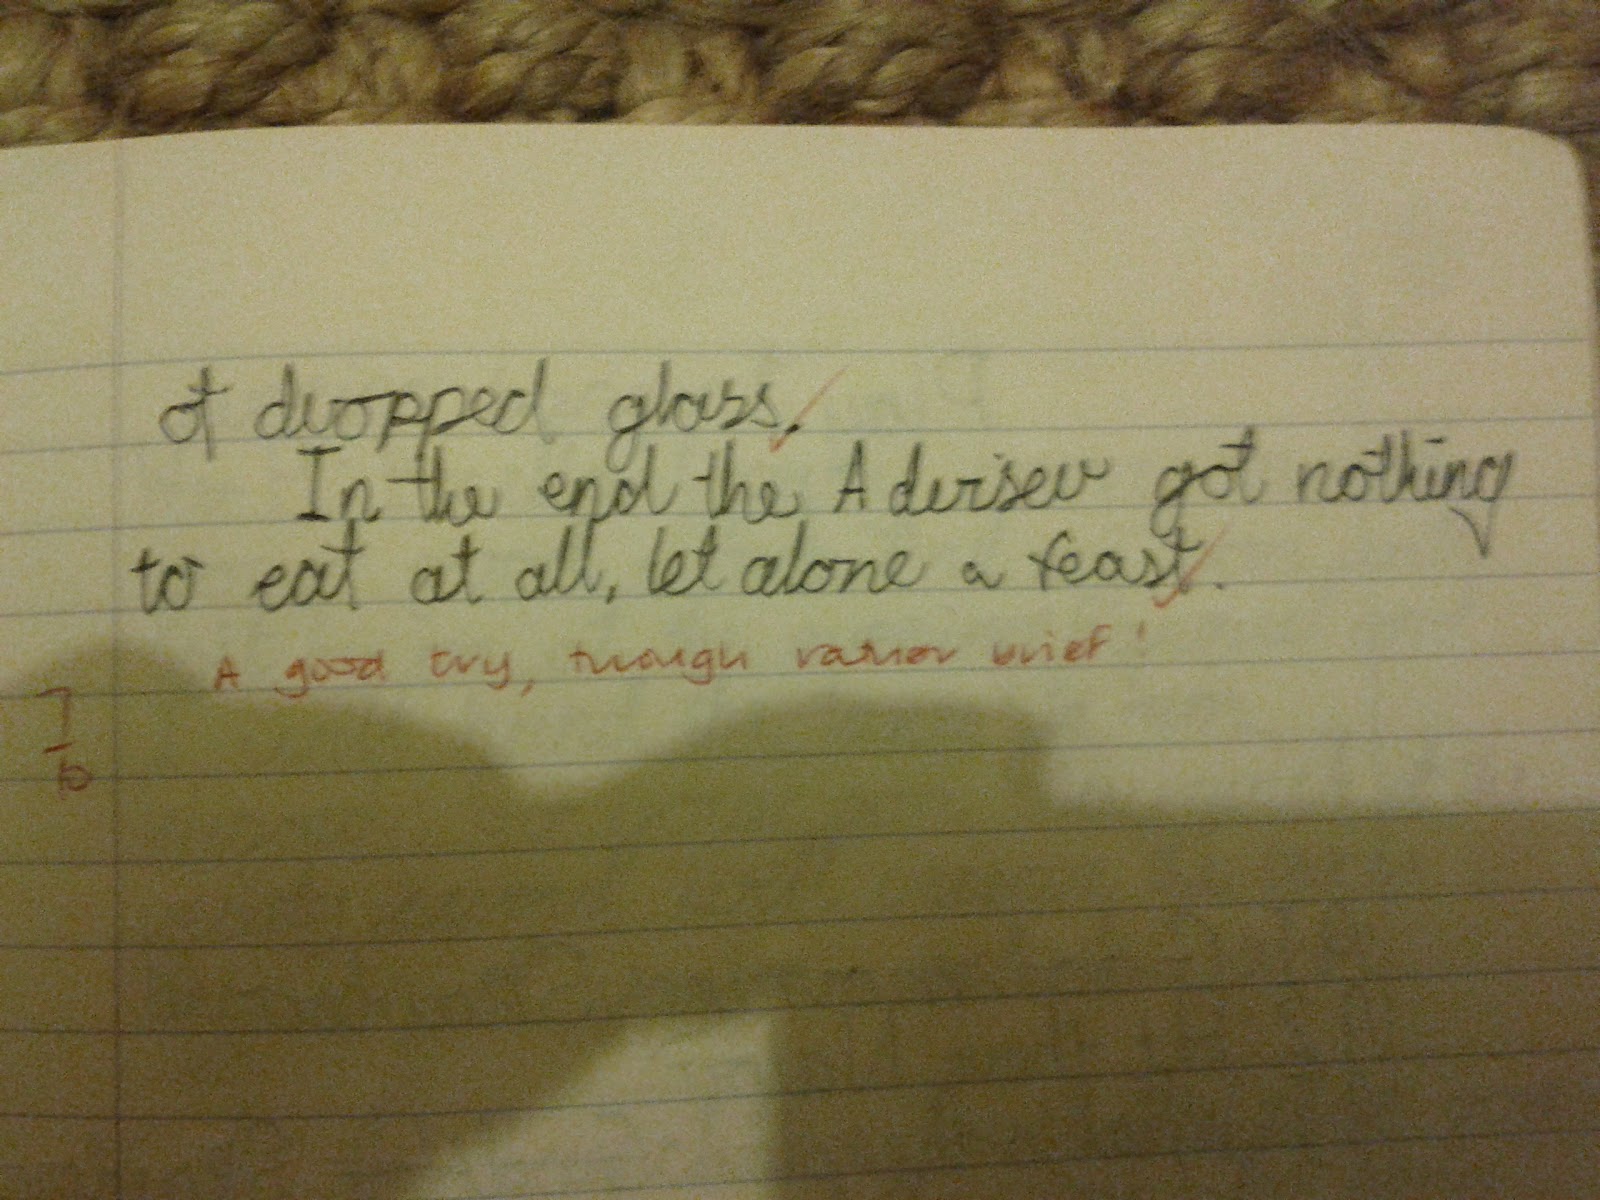 of dropped glass.
In the end the Adviser got nothing
to eat at all, let alone a feast.
A good try, though rather brief!
7
10